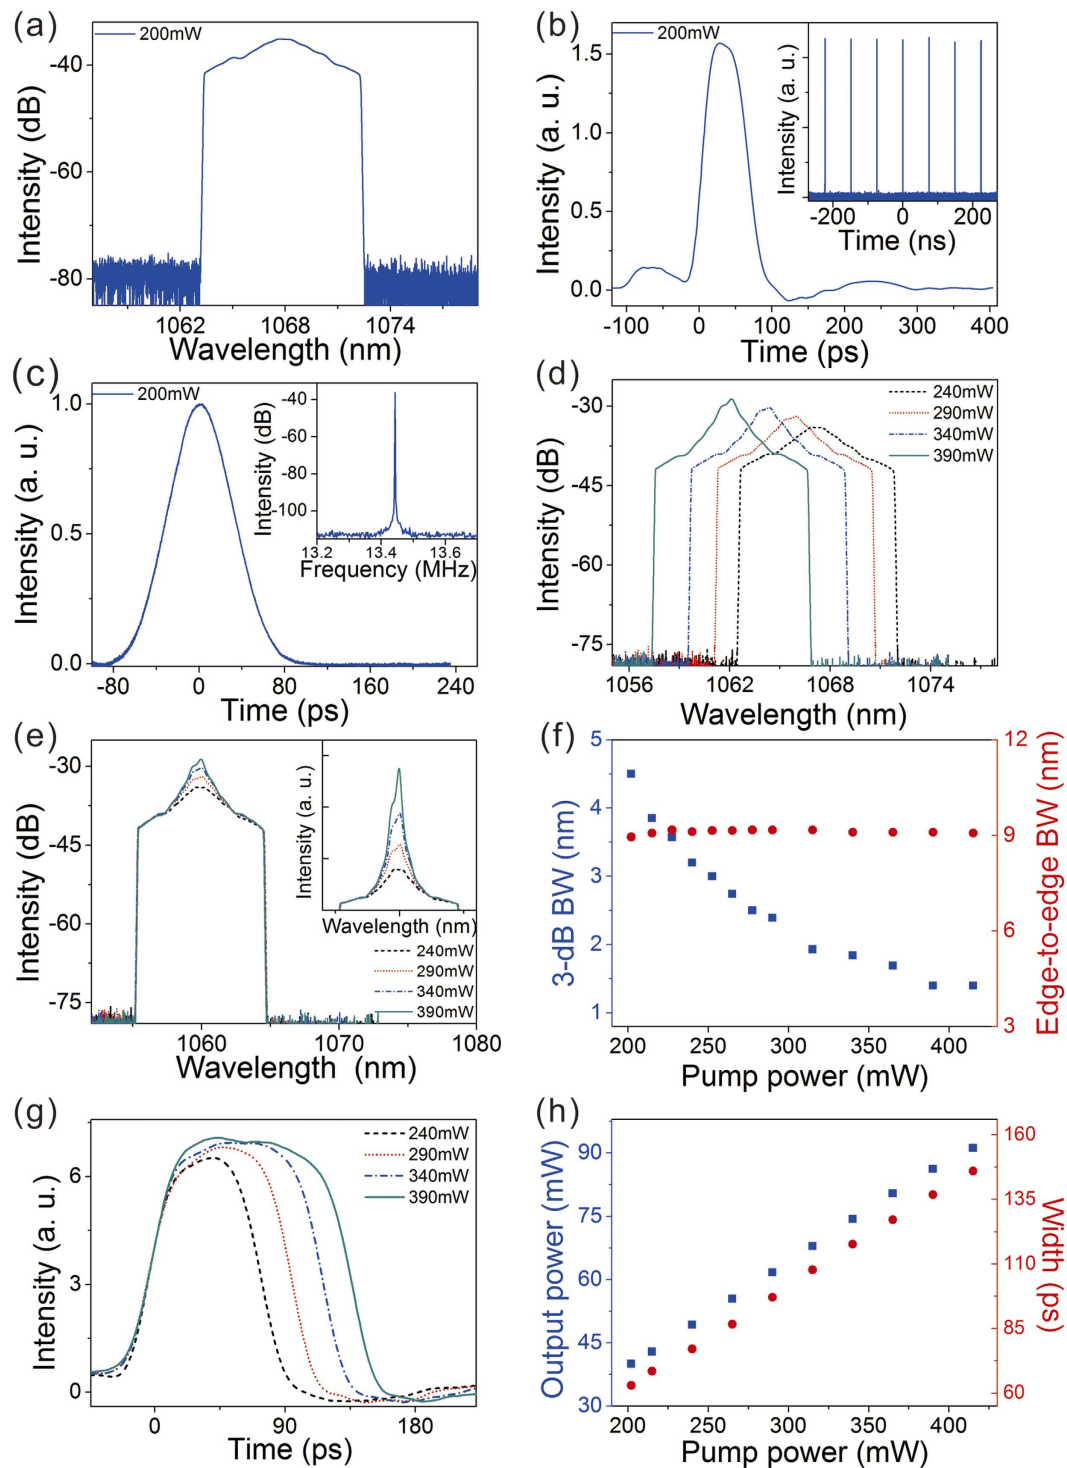 (a)
200mW
-40
-60
-80
Intensity (dB)
1062 1068 1074
Wavelength (nm)
(b)
200mW
1.5
1.0
0.5
0.0
Intensity (a. u.)
-100 0 100 200 300 400
Time (ps)
Intensity (a. u.)
-200 0 200
Time (ns)
(c)
200mW
1.0
0.5
0.0
Intensity (a. u.)
-80 0 80 160 240
Time (ps)
-40
-60
-80
-100
Intensity (dB)
13.2 13.4 13.6
Frequency (MHz)
(d)
240mW
290mW
340mW
390mW
-30
-45
-60
-75
Intensity (dB)
1056 1062 1068 1074
Wavelength (nm)
(e)
-30
-45
-60
-75
Intensity (dB)
Intensity (a. u.)
Wavelength (nm)
240mW
290mW
340mW
390mW
1060 1070 1080
Wavelength (nm)
(f)
5
4
3
2
1
3-dB BW (nm)
12
9
6
3
Edge-to-edge BW (nm)
200 250 300 350 400
Pump power (mW)
(g)
240mW
290mW
340mW
390mW
6
3
0
Intensity (a. u.)
0 90 180
Time (ps)
(h)
90
75
60
45
30
Output power (mW)
160
135
110
85
60
Width (ps)
200 250 300 350 400
Pump power (mW)